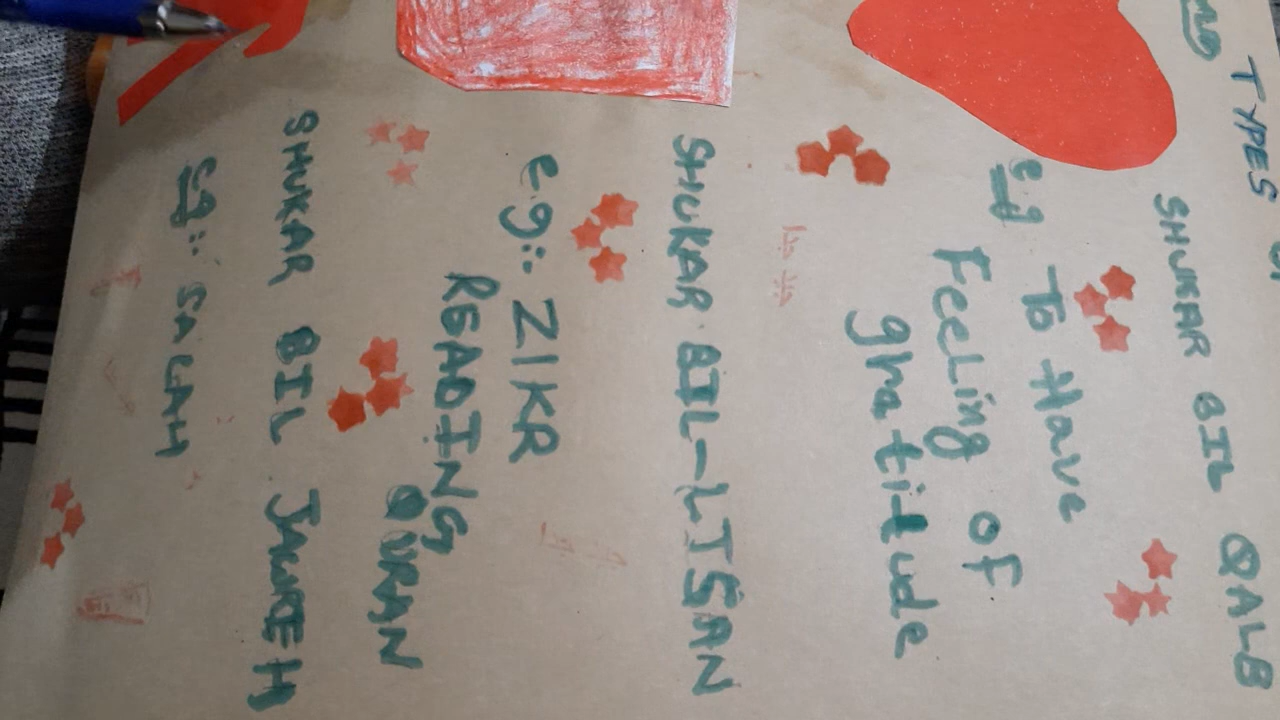 TYPES
SHUKAR BIL QALB
eg To Have
Feeling of
gratitude
SHUKAR BIL-LISAN
e.g:. ZIKR
READING
QURAN
SHUKAR BIL JAWREH
eg:. SALAH